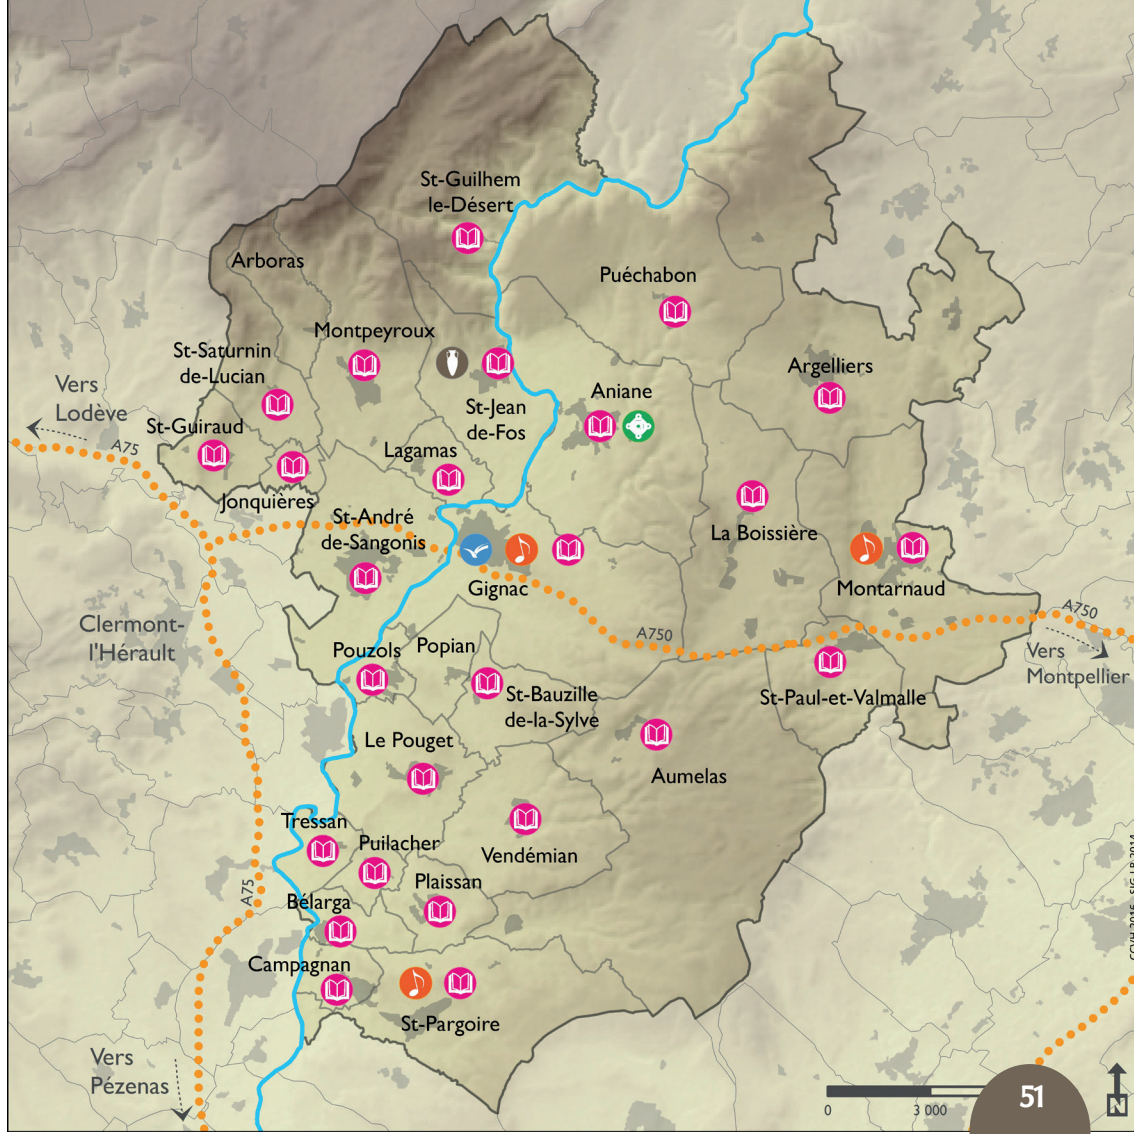 St-Guilhem
le-Désert
Arboras
Puéchabon
Montpeyroux
St-Saturnin
de-Lucian
Argelliers
Vers
Lodève
Aniane
St-Jean
de-Fos
St-Guiraud
A75
Lagamas
Jonquières
St-André
de-Sangonis
La Boissière
Gignac
Montarnaud
A750
A750
Clermont-
l'Hérault
Pouzols
Popian
Vers
Montpellier
St-Bauzille
de-la-Sylve
St-Paul-et-Valmalle
Le Pouget
Aumelas
Tressan
Puilacher
Vendémian
Plaissan
A75
Bélarga
Campagnan
St-Pargoire
Vers
Pézenas
0
3 000
51
N